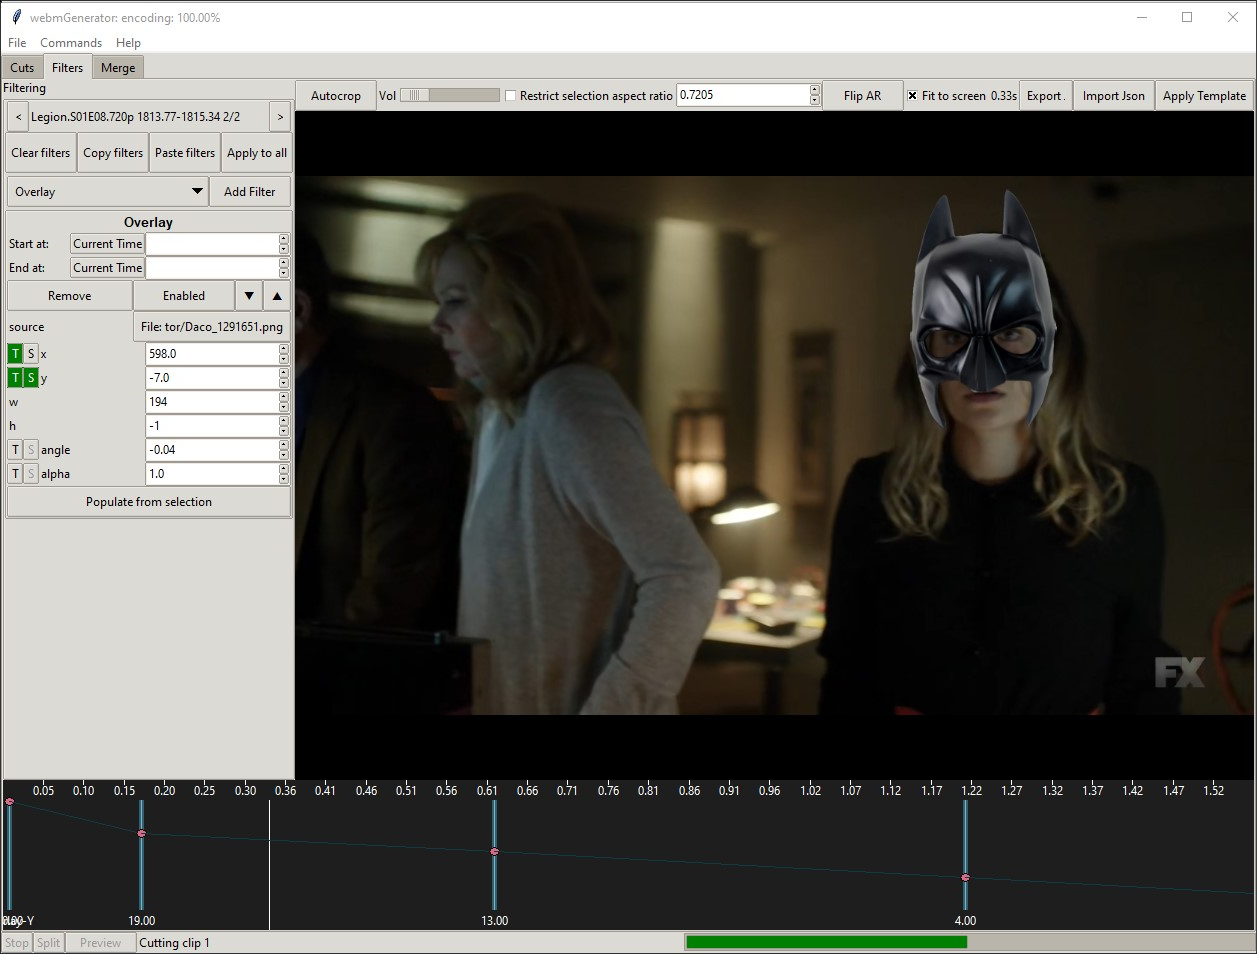 webmGenerator: encoding: 100.00%
File Commands Help
Cuts Filters Merge
Filtering
Autocrop Vol Restrict selection aspect ratio 0.7205 Flip AR Fit to screen 0.33s Export . Import Json Apply Template
< Legion.S01E08.720p 1813.77-1815.34 2/2 >
Clear filters Copy filters Paste filters Apply to all
Overlay Add Filter
Overlay
Start at: Current Time
End at: Current Time
Remove Enabled ▼ ▲
source File: tor/Daco_1291651.png
T S x 598.0
T S y -7.0
w 194
h -1
T S angle -0.04
T S alpha 1.0
Populate from selection
FX
0.05 0.10 0.15 0.20 0.25 0.30 0.36 0.41 0.46 0.51 0.56 0.61 0.66 0.71 0.76 0.81 0.86 0.91 0.96 1.02 1.07 1.12 1.17 1.22 1.27 1.32 1.37 1.42 1.47 1.52
19.00 13.00 4.00
Stop Split Preview Cutting clip 1